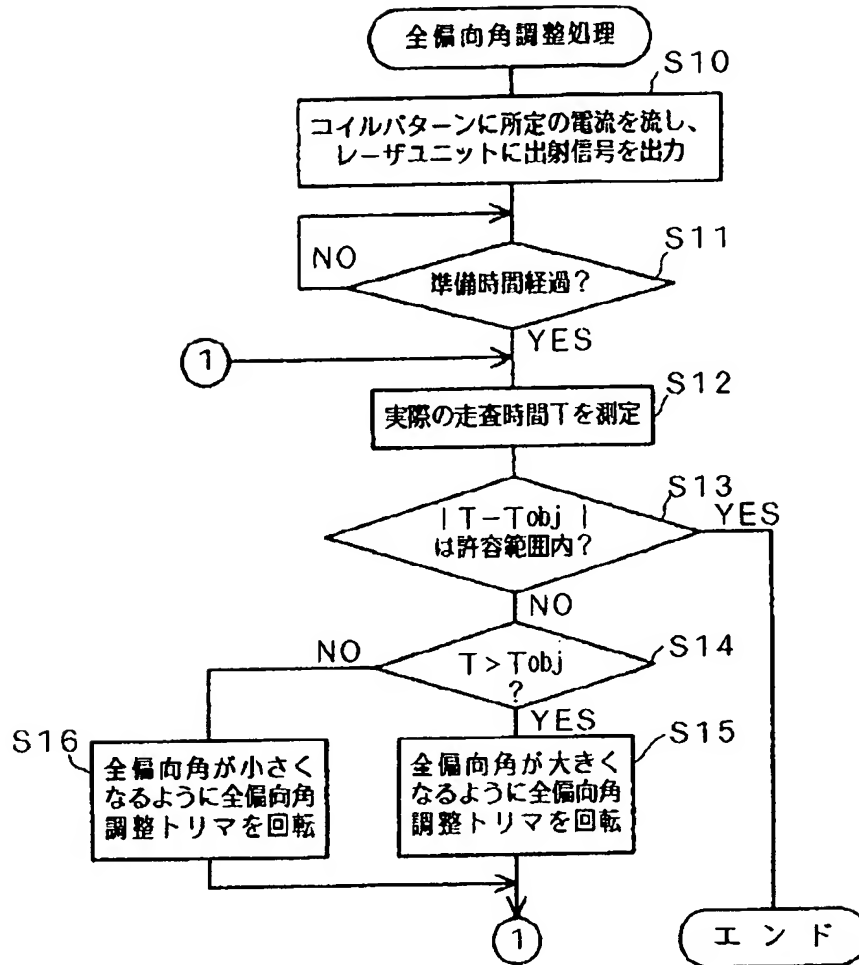 全偏向角調整処理
S10
コイルパターンに所定の電流を流し、
レーザユニットに出射信号を出力
S11
NO
準備時間経過?
YES
1
S12
実際の走査時間Tを測定
S13
|T-Tobj|
は許容範囲内?
YES
NO
S14
NO
T>Tobj
?
YES
S16
全偏向角が小さく
なるように全偏向角
調整トリマを回転
S15
全偏向角が大きく
なるように全偏向角
調整トリマを回転
1
エンド